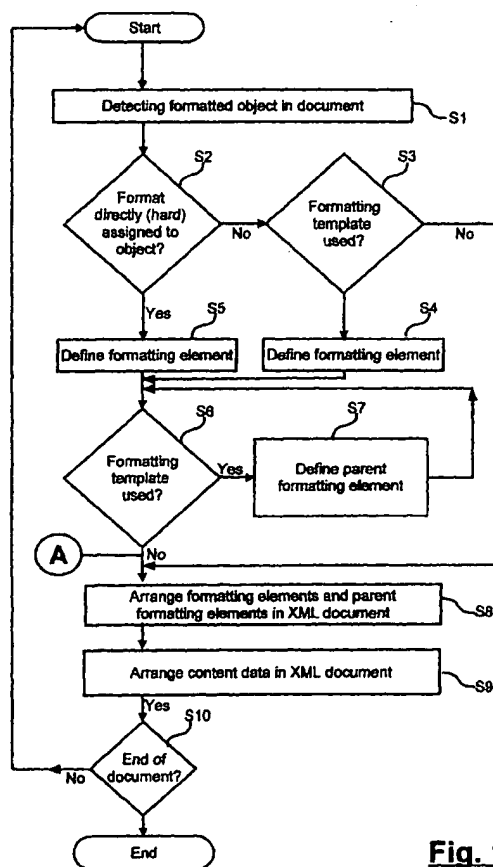 Start
Detecting formatted object in document
S1
S2
Format
directly (hard)
assigned to
object?
No
S3
Formatting
template
used?
No
Yes
S5
Define formatting element
S4
Define formatting element
S6
Formatting
template
used?
Yes
S7
Define parent
formatting element
A
No
Arrange formatting elements and parent
formatting elements in XML document
S8
Arrange content data in XML document
S9
Yes
S10
End of
document?
No
End
Fig.